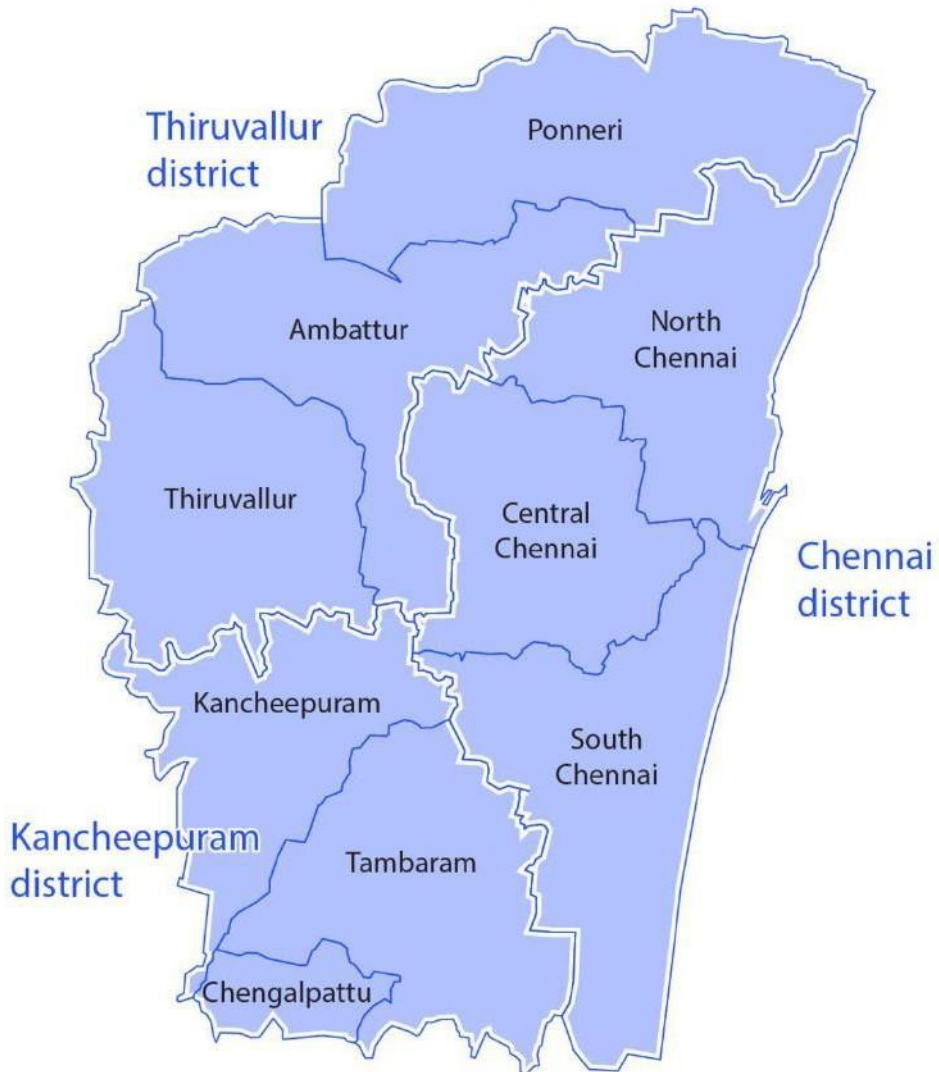 Ponneri
Thiruvallur
district
Ambattur
North
Chennai
Thiruvallur
Central
Chennai
Chennai
district
Kancheepuram
South
Chennai
Kancheepuram
district
Tambaram
Chengalpattu